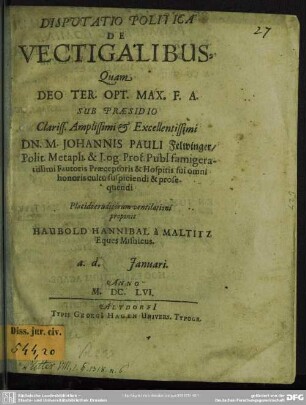 DISPUTATIO POLITICA
27
DE
VECTIGALIBUS,
Quam
DEO TER. OPT. MAX. F. A.
SUB PRÆSIDIO
Clariss. Amplissimi & Excellentissimi
DN. M. JOHANNIS PAULI Felwinger/
Polit. Metaph. & Log. Prof. Publ. famigera-
tissimi Fautoris Præceptoris & Hospitis sui omni
honoris cultu suspiciendi & prose-
quendi
Placidæ eruditorum ventilationi
proponit
HAUBOLD HANNIBAL à MALTITZ
Eques Misnicus.
a. d. Januari.
ANNO
M. DC. LVI.
ALTDORFI
TYPIS GEORGI HAGEN UNIVERS. TYPOGR.
Diss. jur. civ.
544,20